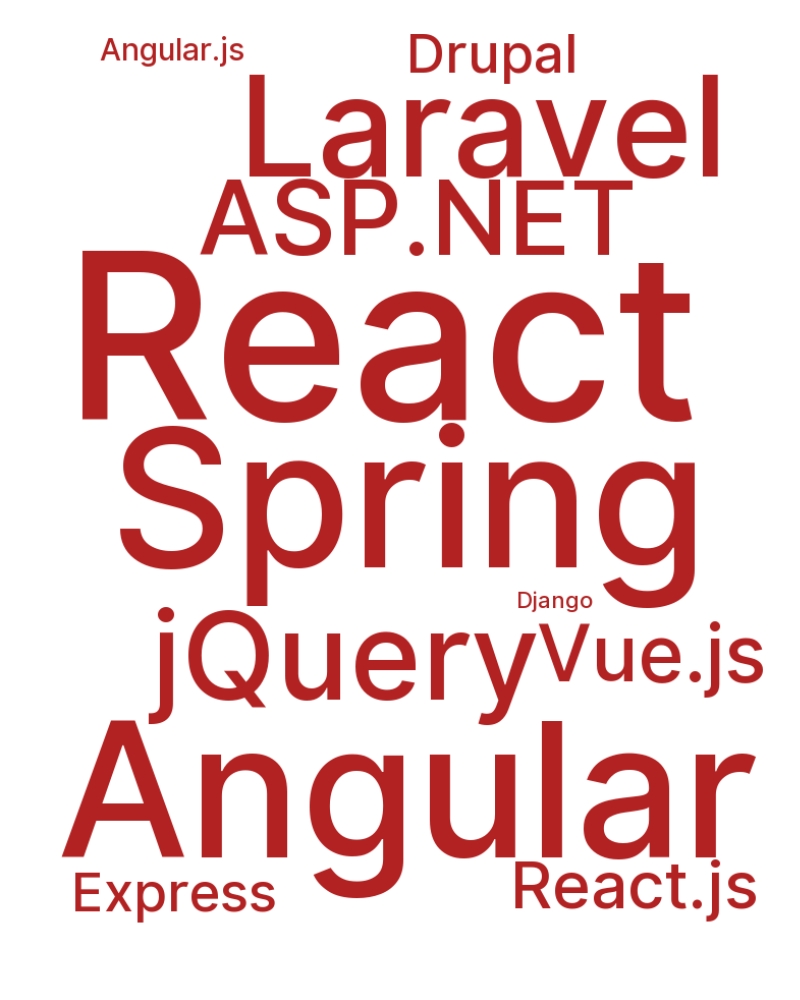 Angular.js
Drupal
Laravel
ASP.NET
React
Spring
Django
jQuery
Vue.js
Angular
Express
React.js